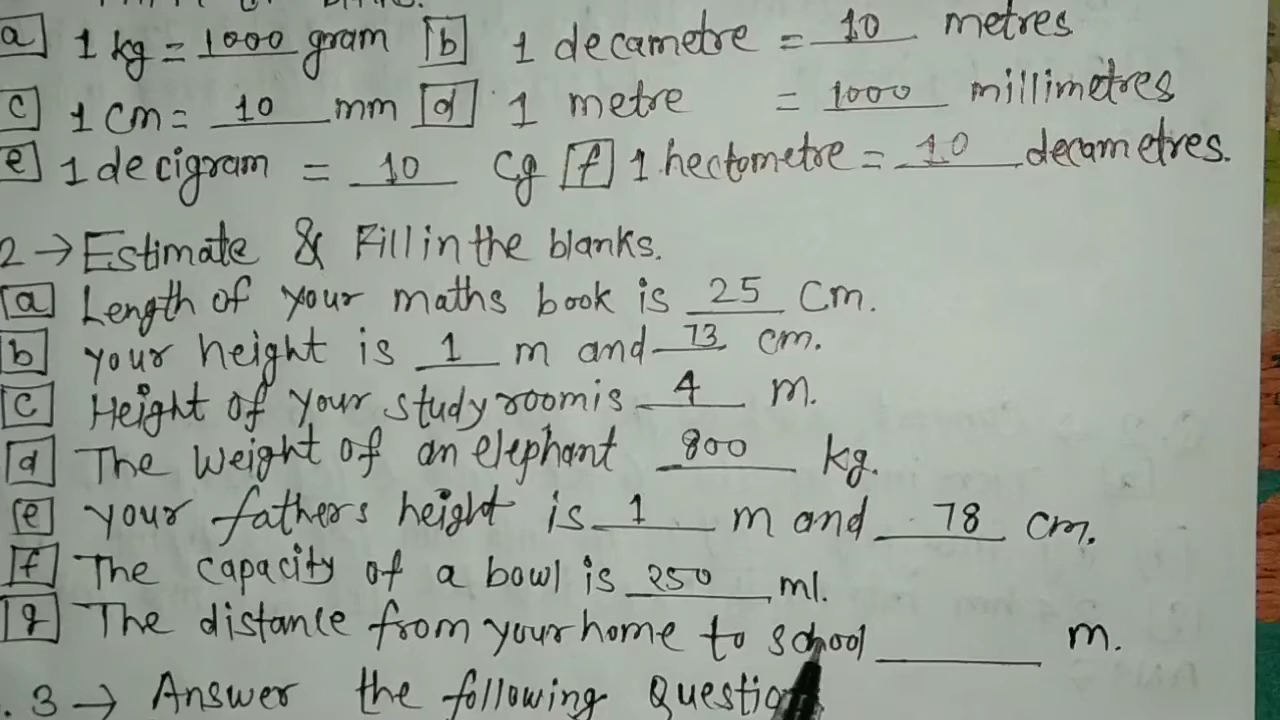 a 1 kg = 1000 gram b 1 decametre = 10 metres
c 1 cm = 10 mm d 1 metre = 1000 millimetres
e 1 decigram = 10 cg f 1 hectometre = 10 decametres.
2 → Estimate & Fill in the blanks.
a Length of your maths book is 25 cm.
b your height is 1 m and 73 cm.
c Height of your study room is 4 m.
d The weight of an elephant 800 kg.
e your fathers height is 1 m and 78 cm.
f The capacity of a bowl is 250 ml.
g The distance from your home to school ______ m.
. 3 → Answer the following